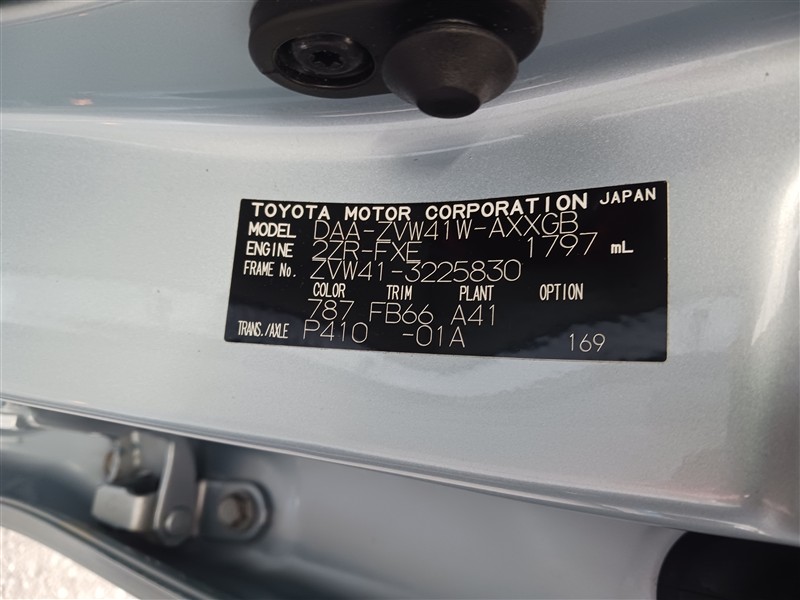 TOYOTA MOTOR CORPORATION JAPAN
MODEL DAA-ZVW41W-AXXGB
ENGINE 2ZR-FXE 1797 mL
FRAME No. ZVW41-3225830
COLOR TRIM PLANT OPTION
787 FB66 A41
TRANS./AXLE P410 -01A 169